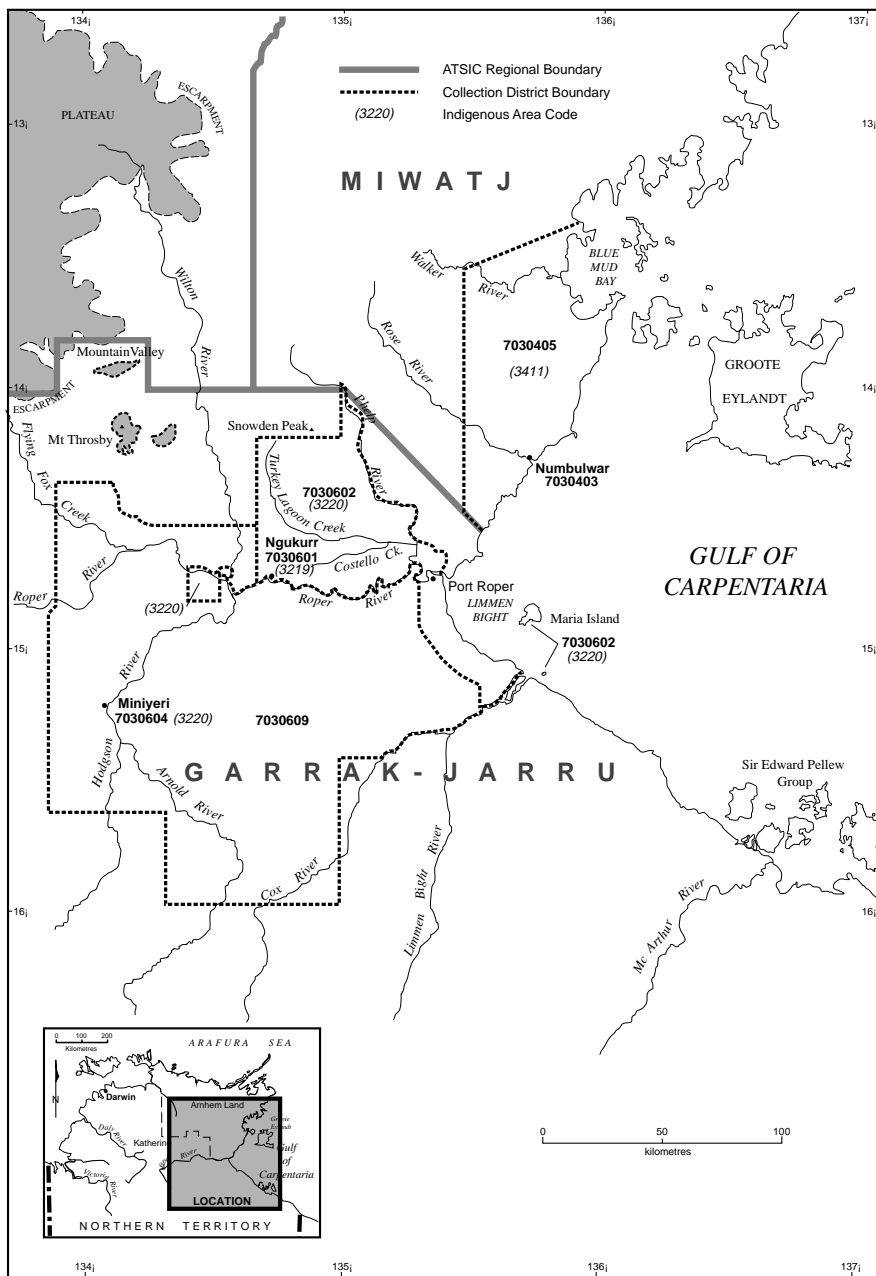 134¡
135¡
136¡
137¡
ATSIC Regional Boundary
Collection District Boundary
(3220)
Indigenous Area Code
ESCARPMENT
PLATEAU
ESCARPMENT
13¡
13¡
MIWATJ
Wilton
River
Walker
River
BLUE
MUD
BAY
Rose
River
7030405
(3411)
Mountain Valley
GROOTE
EYLANDT
14¡
14¡
ESCARPMENT
Phelp
River
Flying
Fox
Creek
Mt Throsby
Snowden Peak
Numbulwar
7030403
7030602
(3220)
Turkey Lagoon Creek
Ngukurr
7030601
(3219)
Costello Ck.
GULF OF
CARPENTARIA
Roper
River
(3220)
Roper
River
Port Roper
LIMMEN
BIGHT
Maria Island
7030602
(3220)
15¡
15¡
River
Hodgson
Miniyeri
7030604
(3220)
7030609
GARRAK-JARRU
Arnold
River
Sir Edward Pellew
Group
Cox
River
Limmen
Bight
River
Mc Arthur
River
16¡
16¡
0
100
200
Kilometres
ARAFURA SEA
N
Darwin
Arnhem Land
Groote
Eylandt
Daly River
Katherine
River
Gulf
of
Carpentaria
Victoria
River
LOCATION
NORTHERN TERRITORY
0
50
100
kilometres
134¡
135¡
136¡
137¡